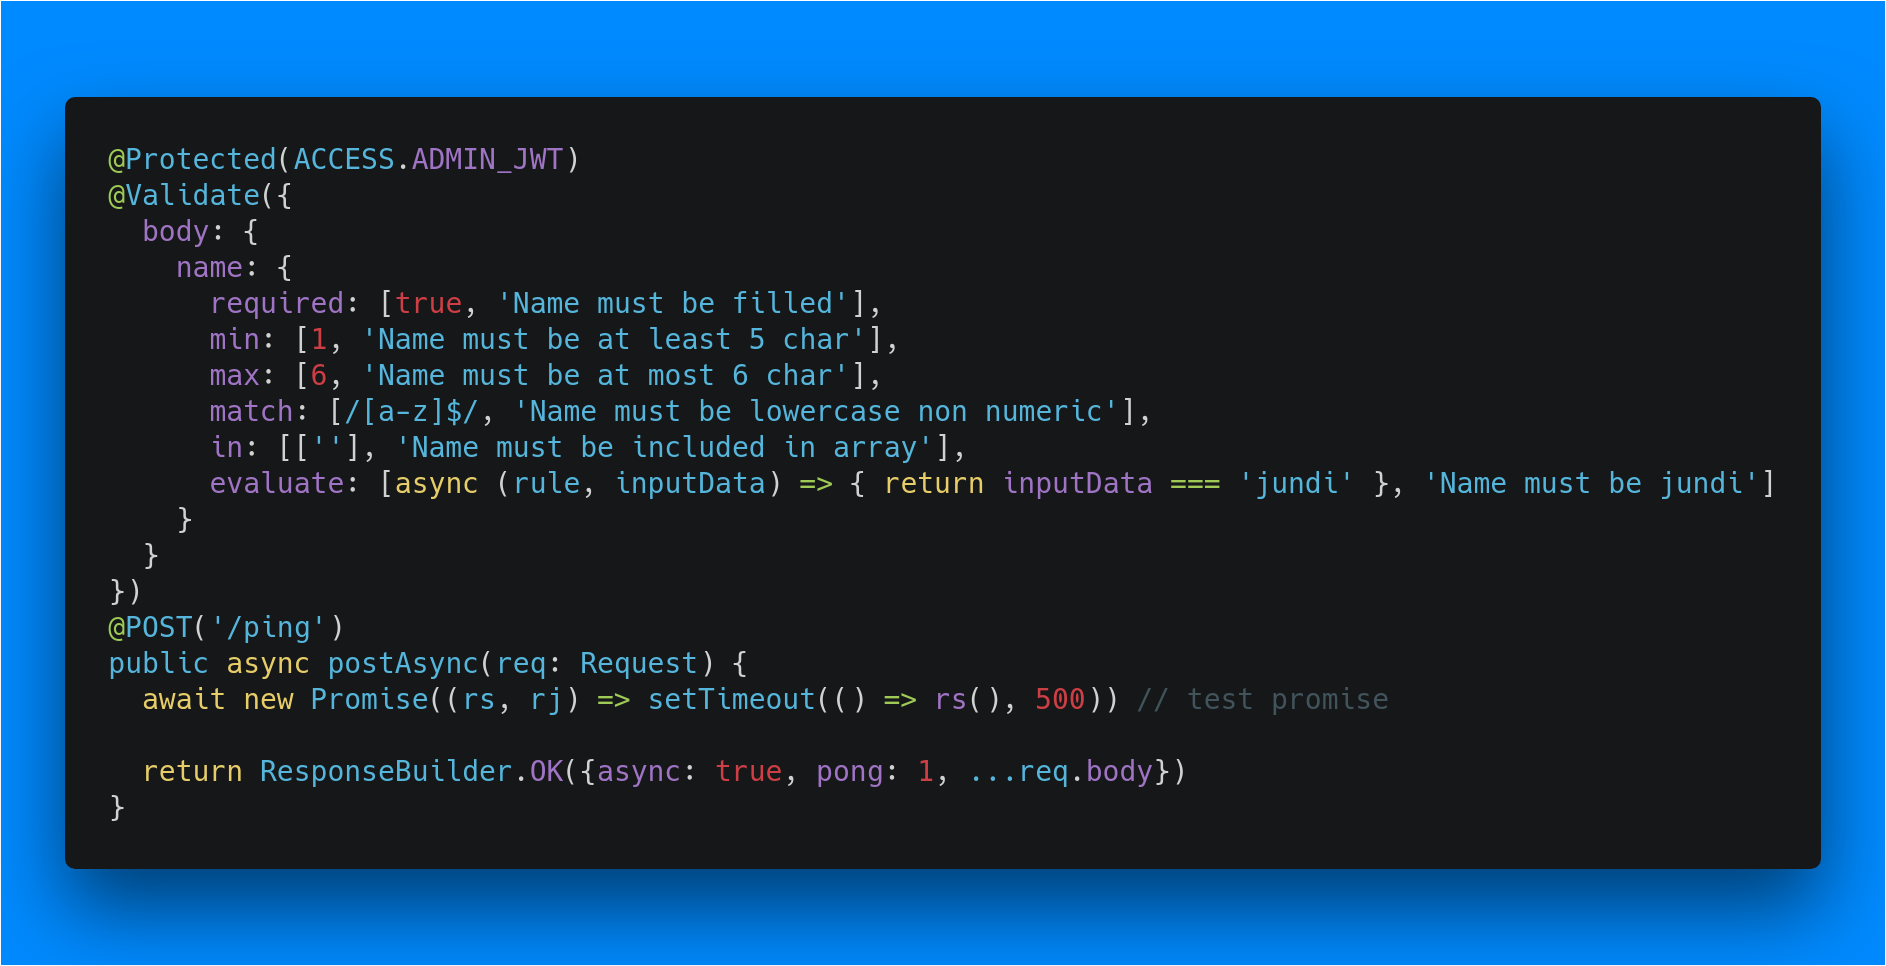 @Protected(ACCESS.ADMIN_JWT)
@Validate({
  body: {
    name: {
      required: [true, 'Name must be filled'],
      min: [1, 'Name must be at least 5 char'],
      max: [6, 'Name must be at most 6 char'],
      match: [/[a-z]$/, 'Name must be lowercase non numeric'],
      in: [[''], 'Name must be included in array'],
      evaluate: [async (rule, inputData) => { return inputData === 'jundi' }, 'Name must be jundi']
    }
  }
})
@POST('/ping')
public async postAsync(req: Request) {
  await new Promise((rs, rj) => setTimeout(() => rs(), 500)) // test promise

  return ResponseBuilder.OK({async: true, pong: 1, ...req.body})
}